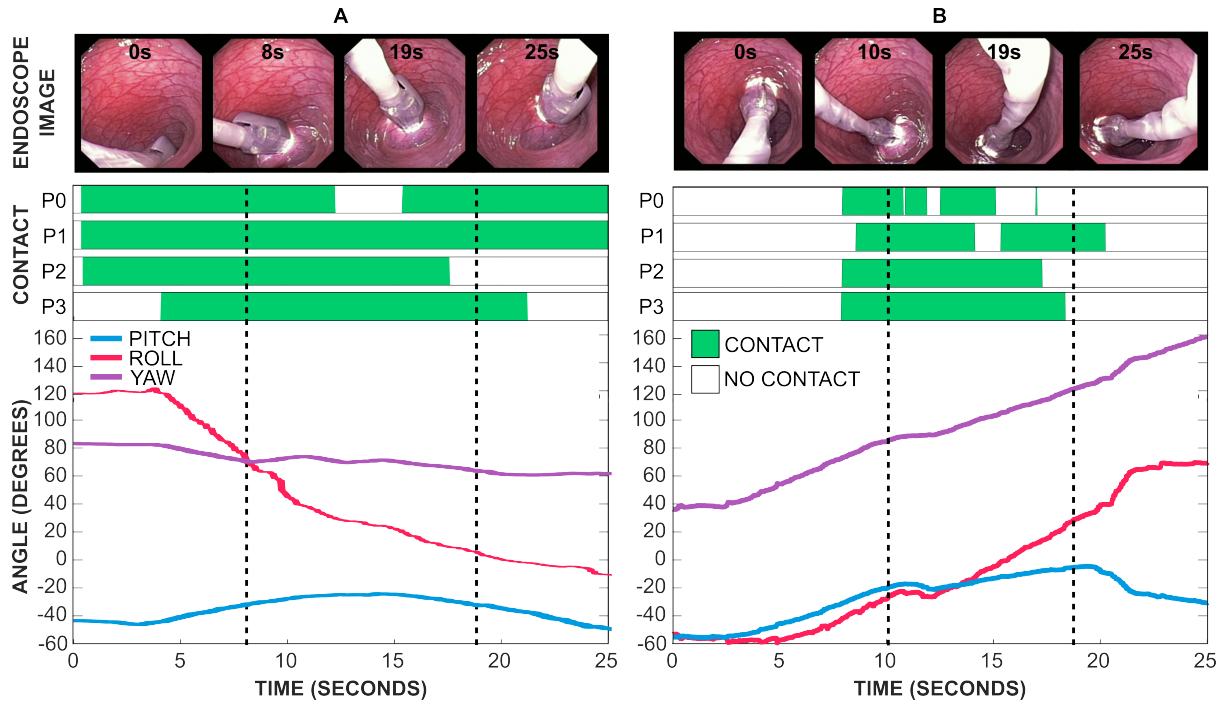 A
B
ENDOSCOPE
IMAGE
0s
8s
19s
25s
0s
10s
19s
25s
CONTACT
P0
P1
P2
P3
P0
P1
P2
P3
PITCH
ROLL
YAW
CONTACT
NO CONTACT
ANGLE (DEGREES)
160
140
120
100
80
60
40
20
0
-20
-40
-60
160
140
120
100
80
60
40
20
0
-20
-40
-60
0 5 10 15 20 25
0 5 10 15 20 25
TIME (SECONDS)
TIME (SECONDS)